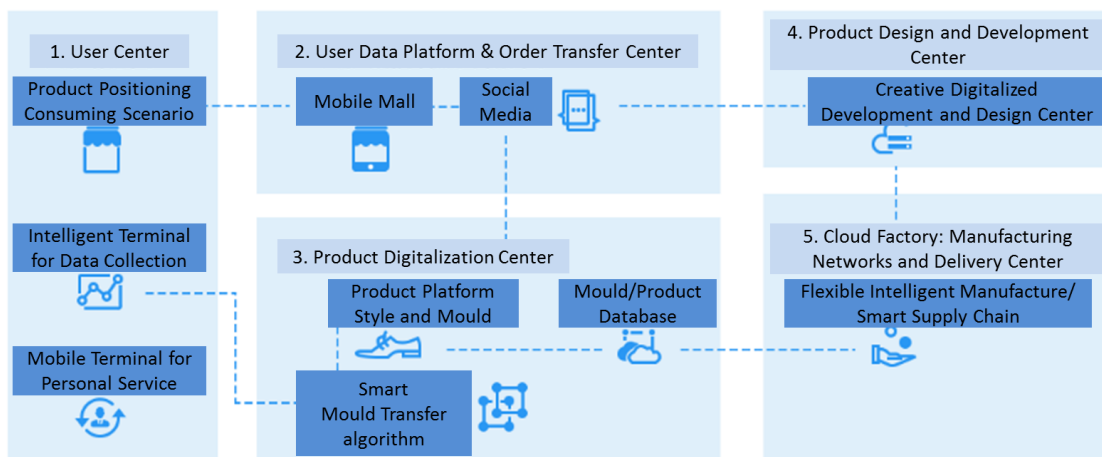 1. User Center
Product Positioning
Consuming Scenario
Intelligent Terminal
for Data Collection
Mobile Terminal for
Personal Service
2. User Data Platform & Order Transfer Center
Mobile Mall
Social
Media
3. Product Digitalization Center
Product Platform
Style and Mould
Mould/Product
Database
Smart
Mould Transfer
algorithm
4. Product Design and Development
Center
Creative Digitalized
Development and Design Center
5. Cloud Factory: Manufacturing
Networks and Delivery Center
Flexible Intelligent Manufacture/
Smart Supply Chain